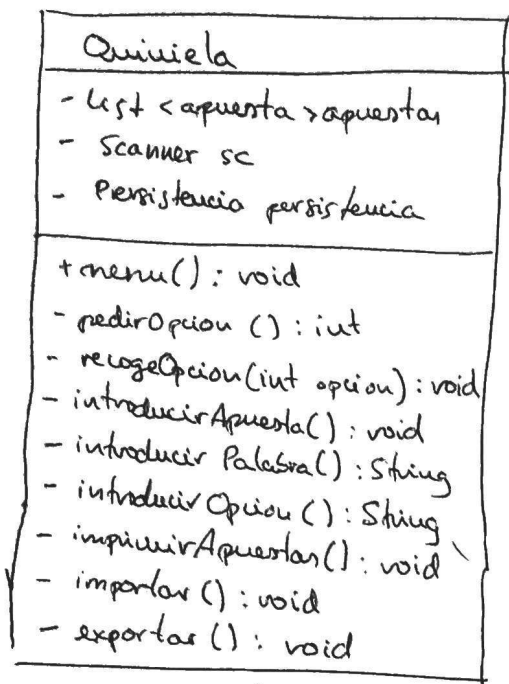 Quiniela
- List <apuesta> apuestas
- Scanner sc
- Persistencia persistencia
+ menu() : void
- pedirOpcion () : int
- recogeOpcion(int opcion) : void
- introducirApuesta() : void
- introducir Palabra() : String
- introducir Opcion () : String
- imprimirApuestas() : void
- importar () : void
- exportar () : void